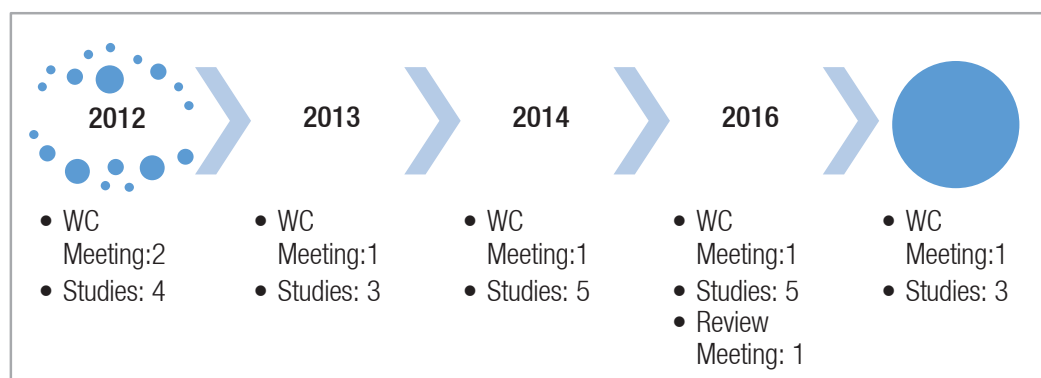 2012
2013
2014
2016
• WC
Meeting:2
• Studies: 4
• WC
Meeting:1
• Studies: 3
• WC
Meeting:1
• Studies: 5
• WC
Meeting:1
• Studies: 5
• Review
Meeting: 1
• WC
Meeting:1
• Studies: 3